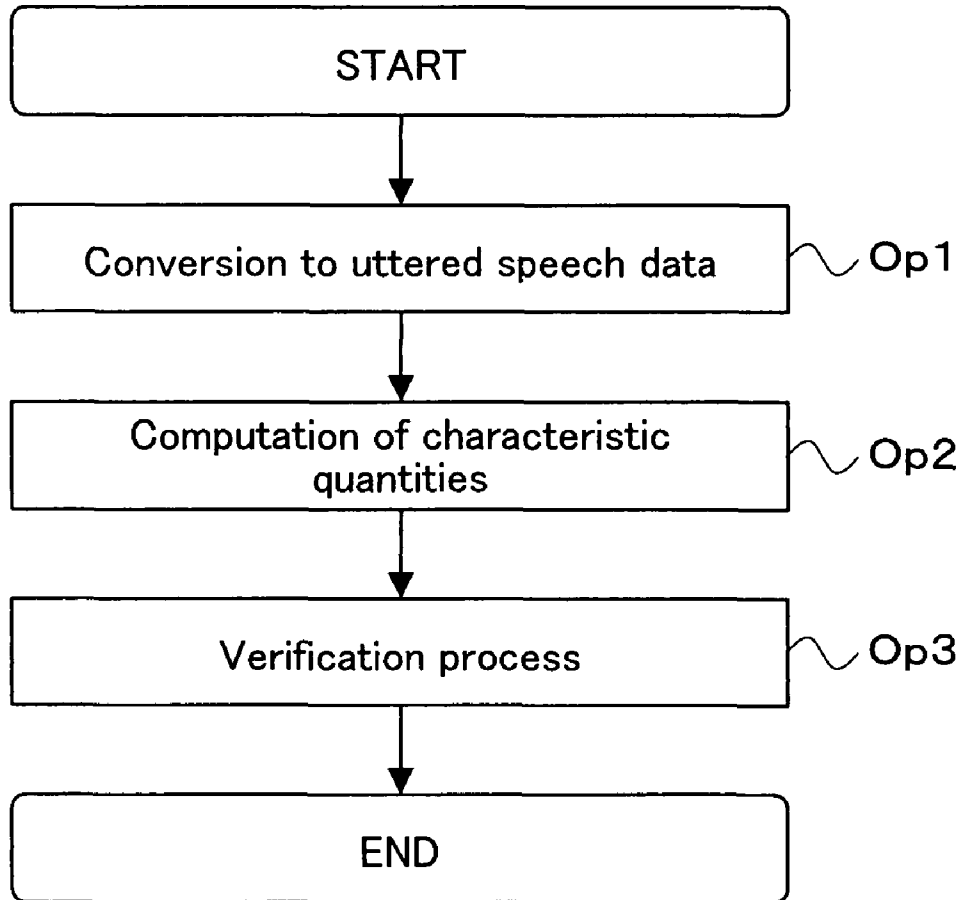 START
Conversion to uttered speech data
Op1
Computation of characteristic
quantities
Op2
Verification process
Op3
END